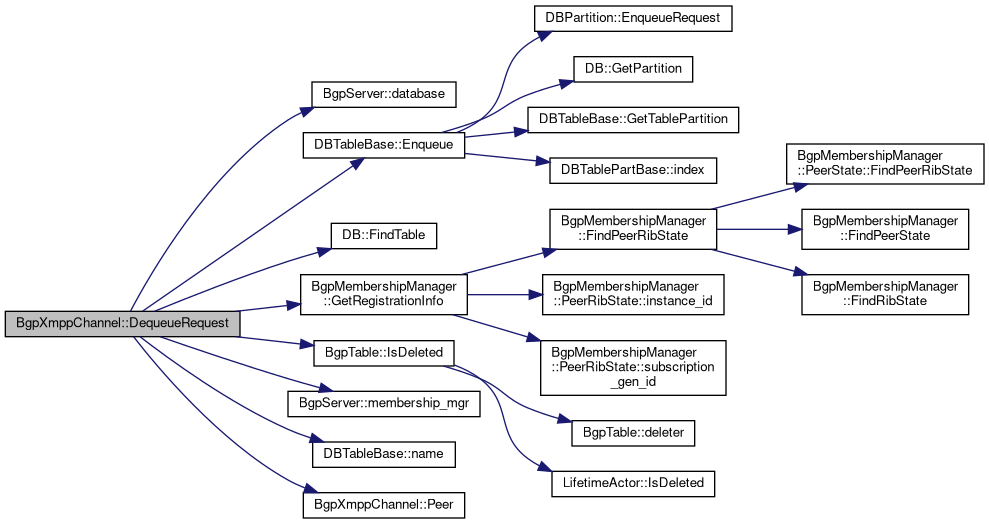 DBPartition::EnqueueRequest
DB::GetPartition
BgpServer::database
DBTableBase::GetTablePartition
DBTableBase::Enqueue
DBTablePartBase::index
BgpMembershipManager
::PeerState::FindPeerRibState
BgpMembershipManager
::FindPeerRibState
BgpMembershipManager
::FindPeerState
DB::FindTable
BgpMembershipManager
::GetRegistrationInfo
BgpMembershipManager
::PeerRibState::instance_id
BgpMembershipManager
::FindRibState
BgpXmppChannel::DequeueRequest
BgpTable::IsDeleted
BgpMembershipManager
::PeerRibState::subscription
_gen_id
BgpServer::membership_mgr
BgpTable::deleter
DBTableBase::name
LifetimeActor::IsDeleted
BgpXmppChannel::Peer